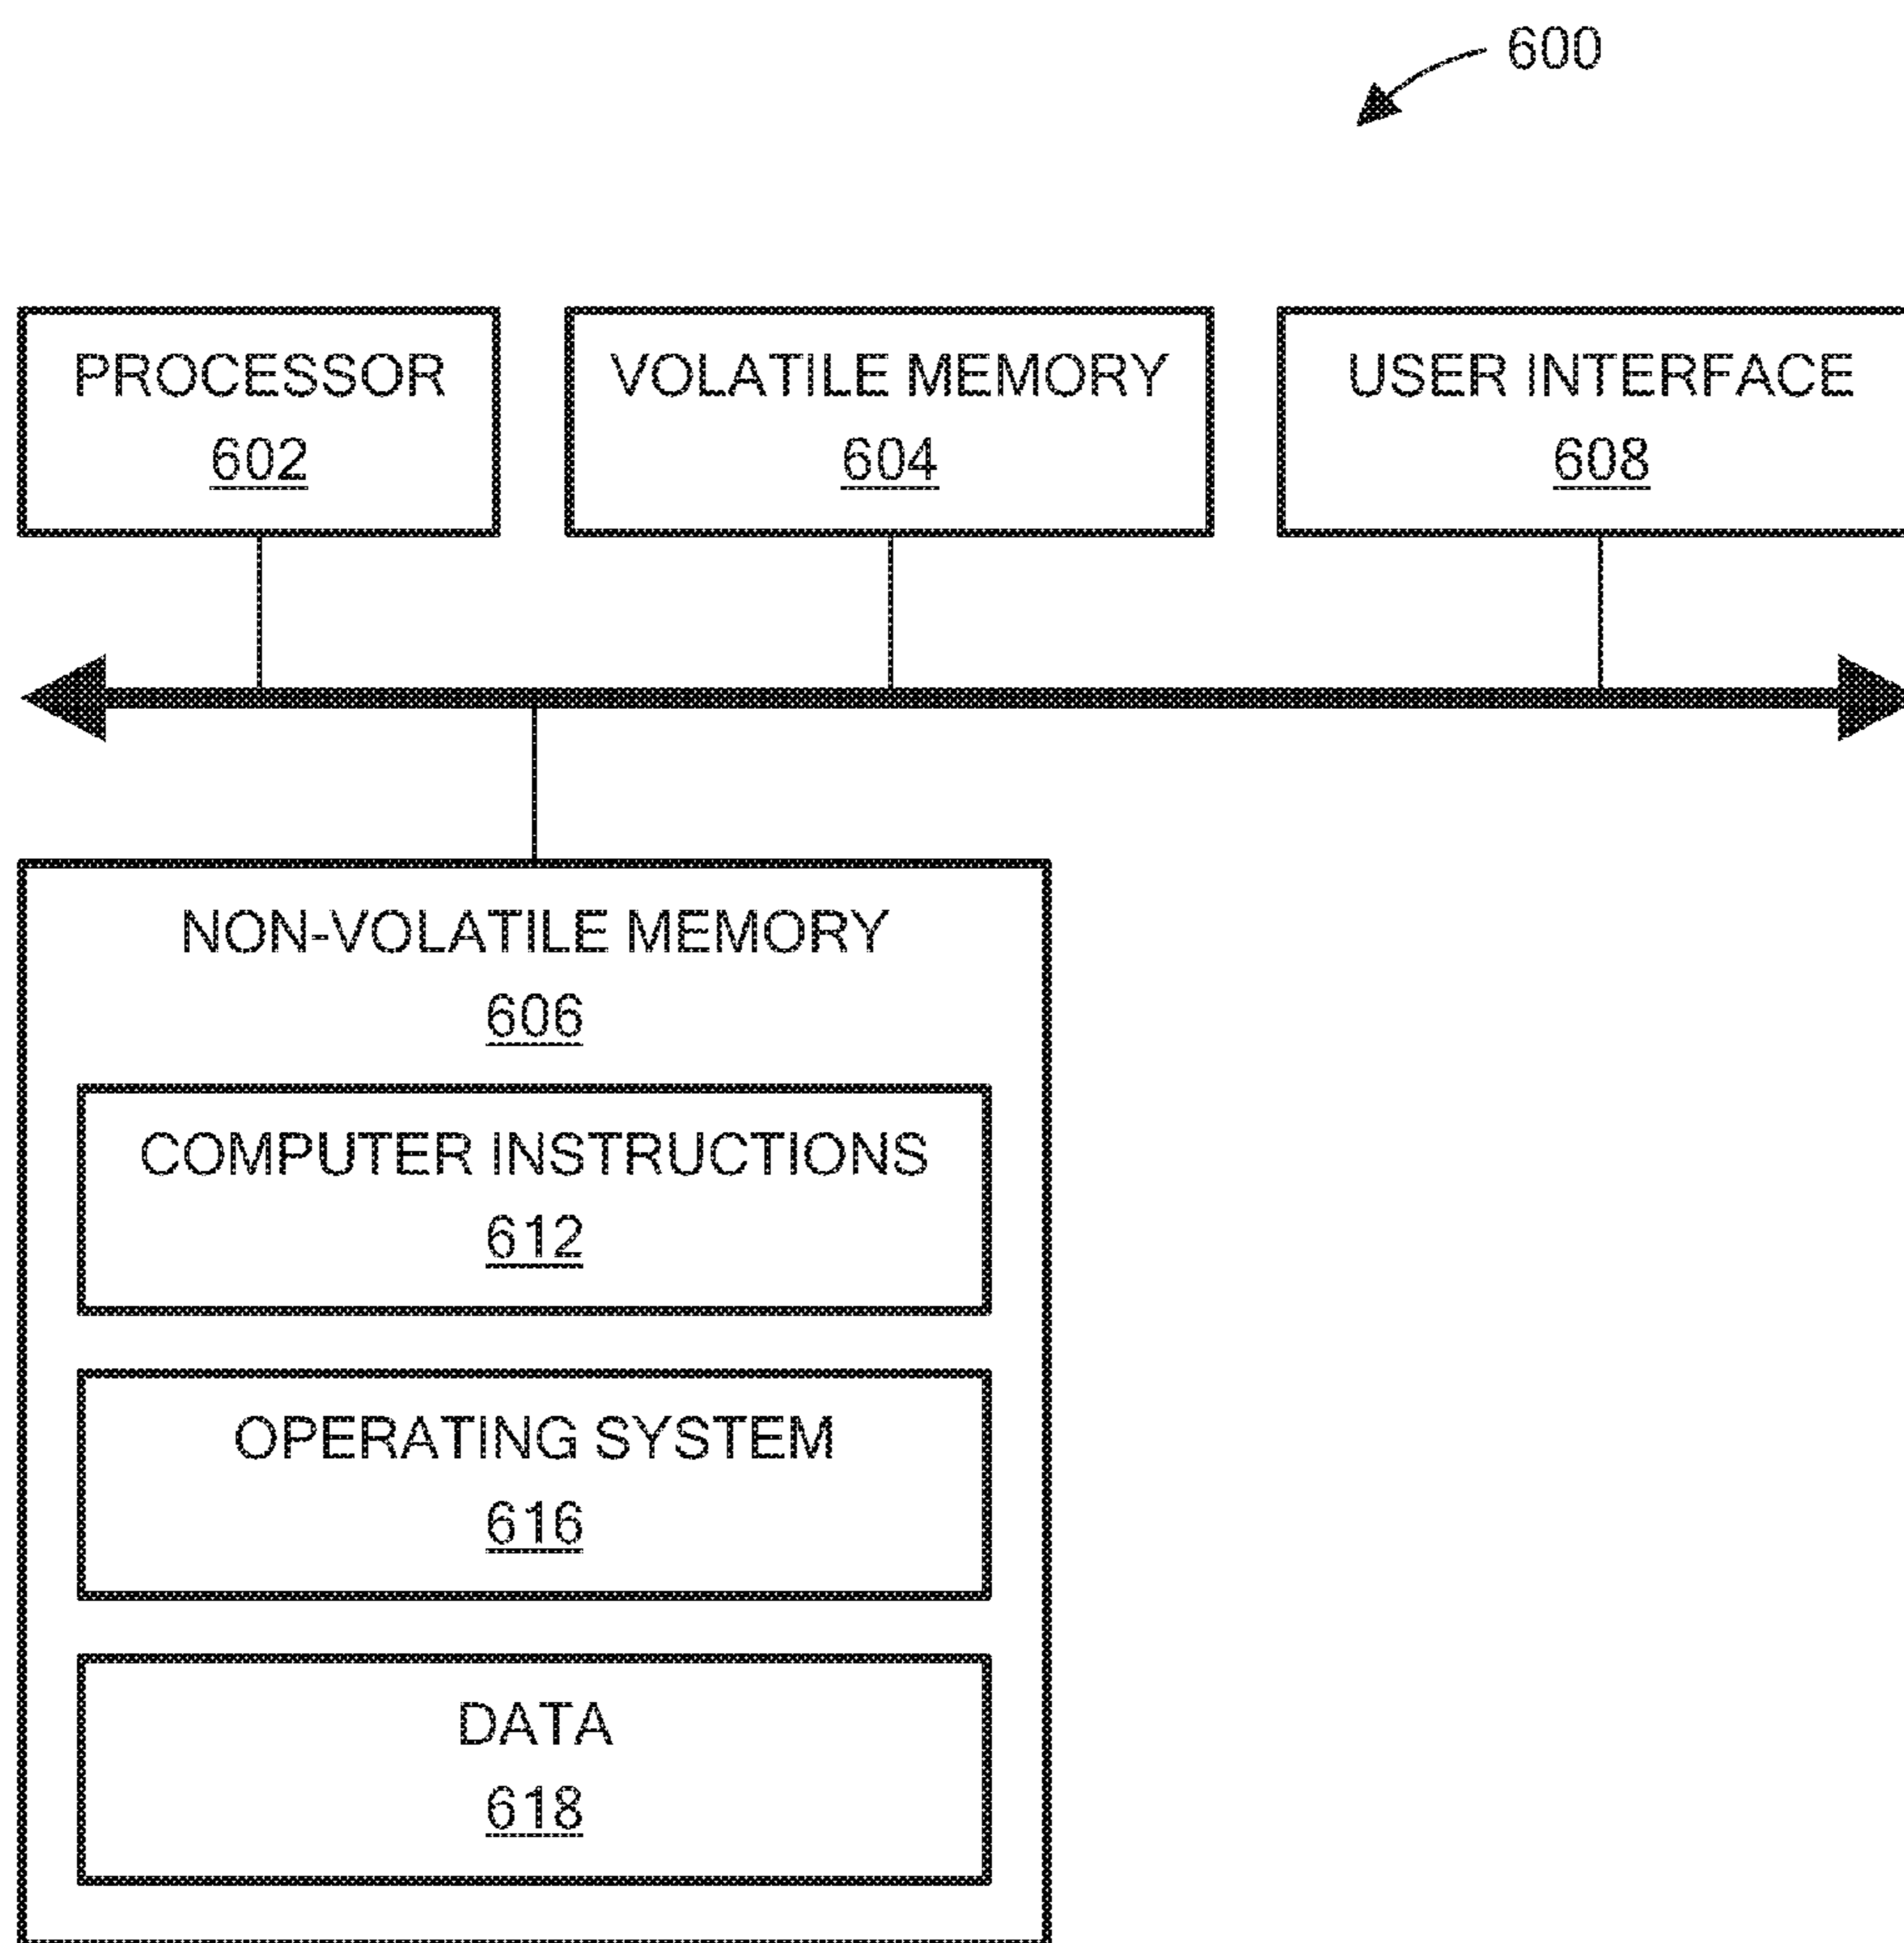 600
PROCESSOR
602
VOLATILE MEMORY
604
USER INTERFACE
608
NON-VOLATILE MEMORY
606
COMPUTER INSTRUCTIONS
612
OPERATING SYSTEM
616
DATA
618